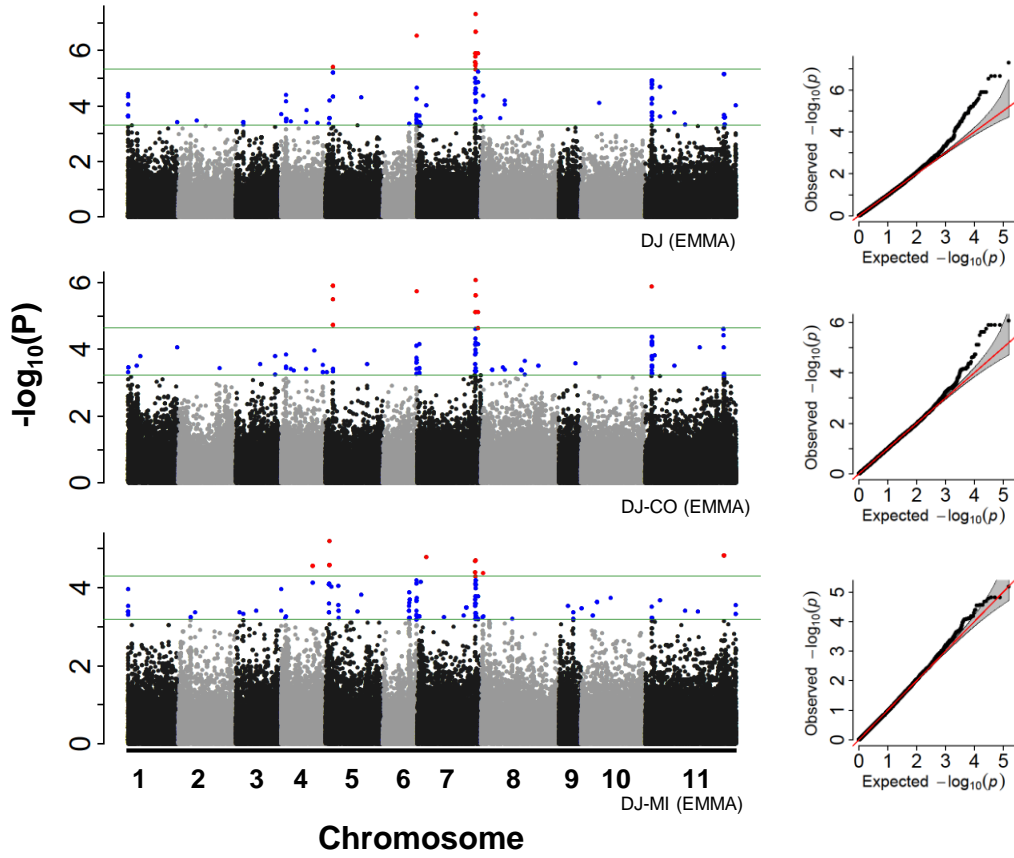 -log10(P)
6
4
2
0
DJ (EMMA)
Observed −log10(p)
6
4
2
0
0 1 2 3 4 5
Expected −log10(p)
6
4
2
0
DJ-CO (EMMA)
Observed −log10(p)
6
4
2
0
0 1 2 3 4 5
Expected −log10(p)
4
2
0
1 2 3 4 5 6 7 8 9 10 11
DJ-MI (EMMA)
Chromosome
Observed −log10(p)
5
4
3
2
1
0
0 1 2 3 4 5
Expected −log10(p)